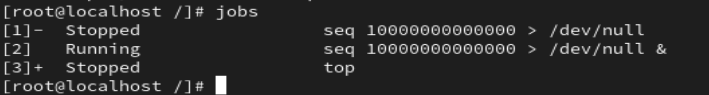 [root@localhost /]# jobs
[1]-  Stopped                 seq 10000000000000 > /dev/null
[2]   Running                 seq 10000000000000 > /dev/null &
[3]+  Stopped                 top
[root@localhost /]#